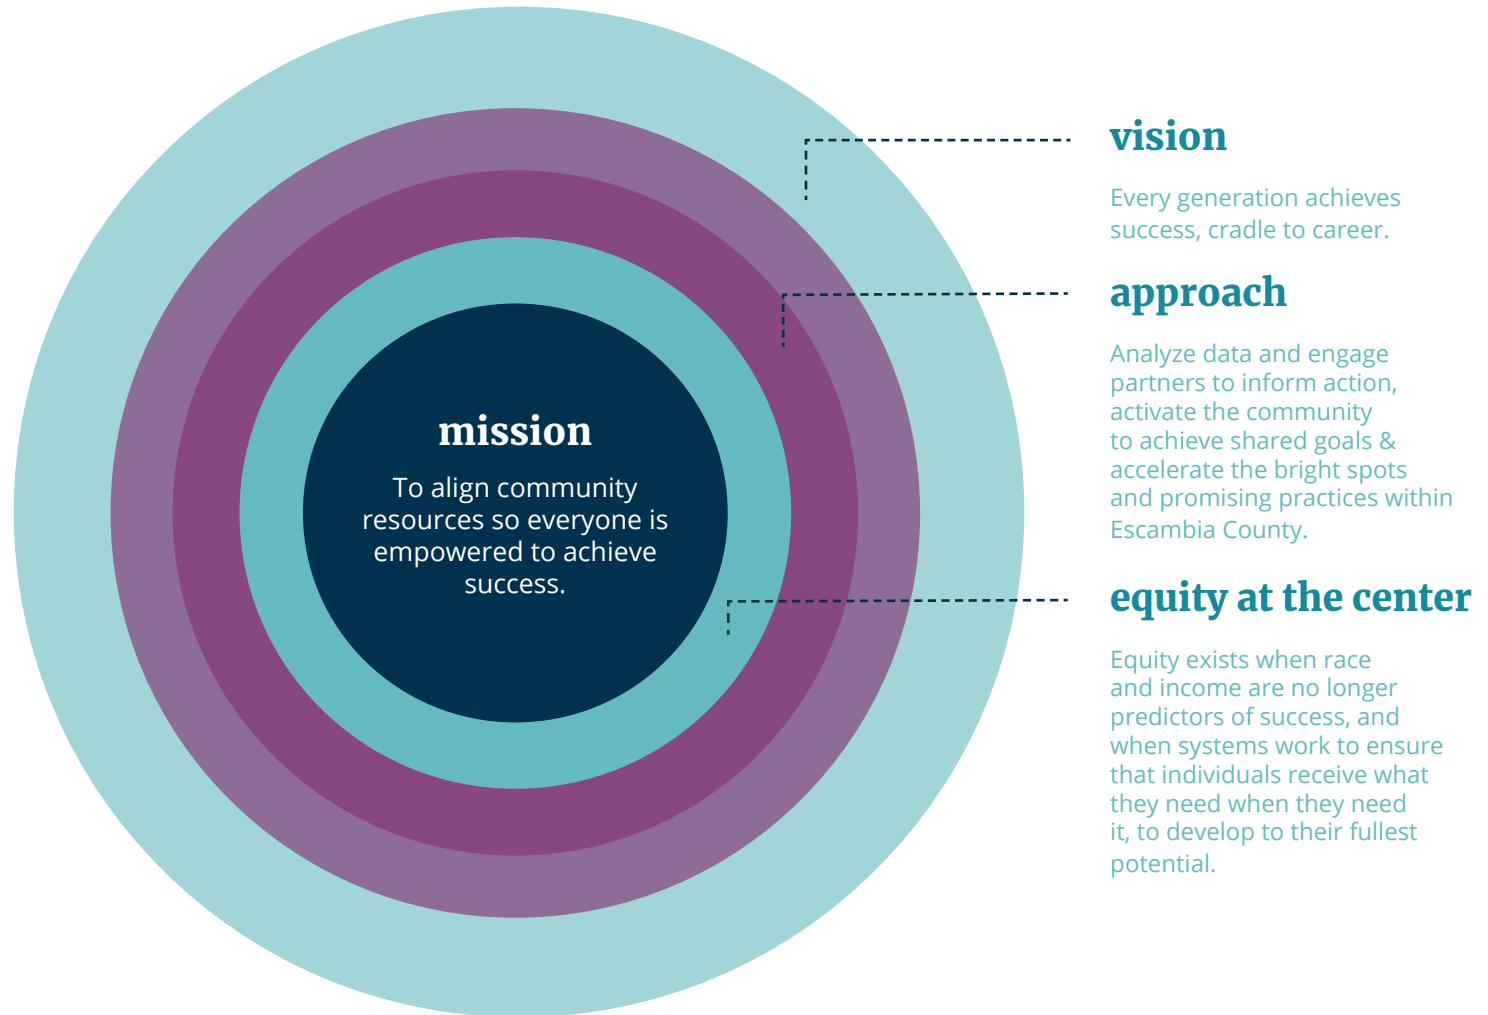 mission
To align community
resources so everyone is
empowered to achieve
success.
vision
Every generation achieves
success, cradle to career.
approach
Analyze data and engage
partners to inform action,
activate the community
to achieve shared goals &
accelerate the bright spots
and promising practices within
Escambia County.
equity at the center
Equity exists when race
and income are no longer
predictors of success, and
when systems work to ensure
that individuals receive what
they need when they need
it, to develop to their fullest
potential.